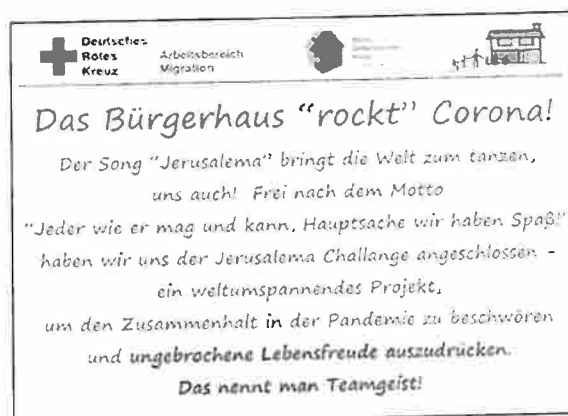 Deutsches
Rotes
Kreuz
Arbeitsbereich
Migration
Das Bürgerhaus “rockt” Corona!
Der Song "Jerusalema" bringt die Welt zum tanzen,
uns auch! Frei nach dem Motto
"Jeder wie er mag und kann, Hauptsache wir haben Spaß!"
haben wir uns der Jerusalema Challange angeschlossen -
ein weltumspannendes Projekt,
um den Zusammenhalt in der Pandemie zu beschwören
und ungebrochene Lebensfreude auszudrücken.
Das nennt man Teamgeist!